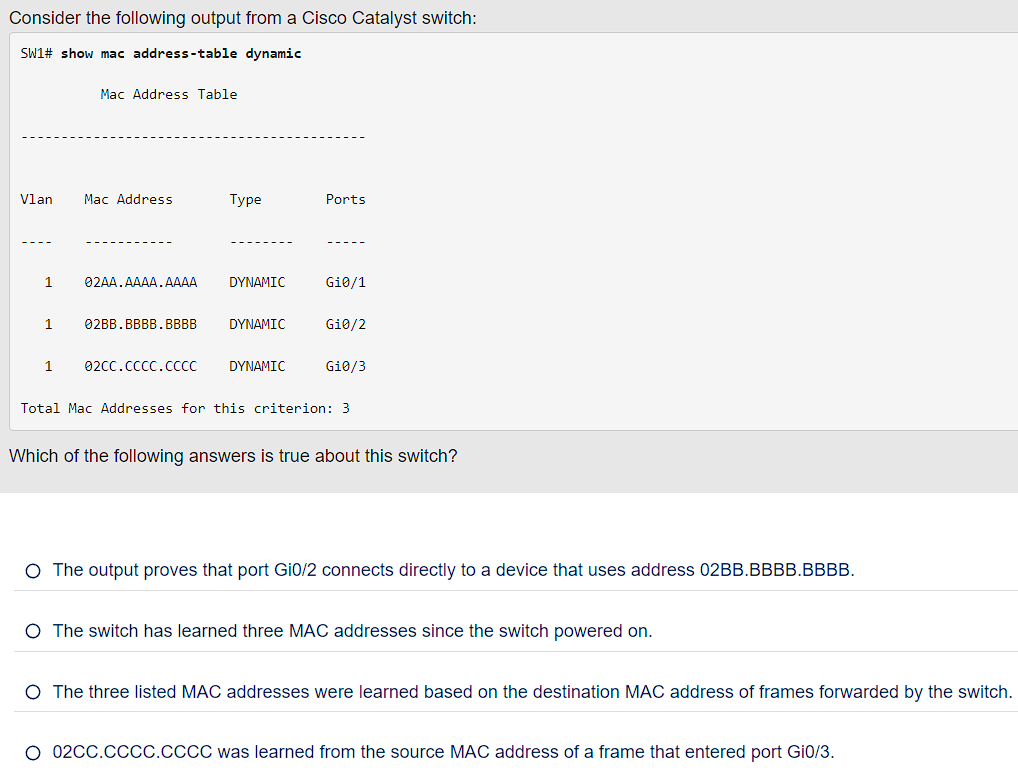 Consider the following output from a Cisco Catalyst switch:
SW1# show mac address-table dynamic
Mac Address Table
-------------------------------------------
Vlan    Mac Address       Type        Ports
----    -----------       --------    -----
1    02AA.AAAA.AAAA    DYNAMIC     Gi0/1
1    02BB.BBBB.BBBB    DYNAMIC     Gi0/2
1    02CC.CCCC.CCCC    DYNAMIC     Gi0/3
Total Mac Addresses for this criterion: 3
Which of the following answers is true about this switch?
The output proves that port Gi0/2 connects directly to a device that uses address 02BB.BBBB.BBBB.
The switch has learned three MAC addresses since the switch powered on.
The three listed MAC addresses were learned based on the destination MAC address of frames forwarded by the switch.
02CC.CCCC.CCCC was learned from the source MAC address of a frame that entered port Gi0/3.